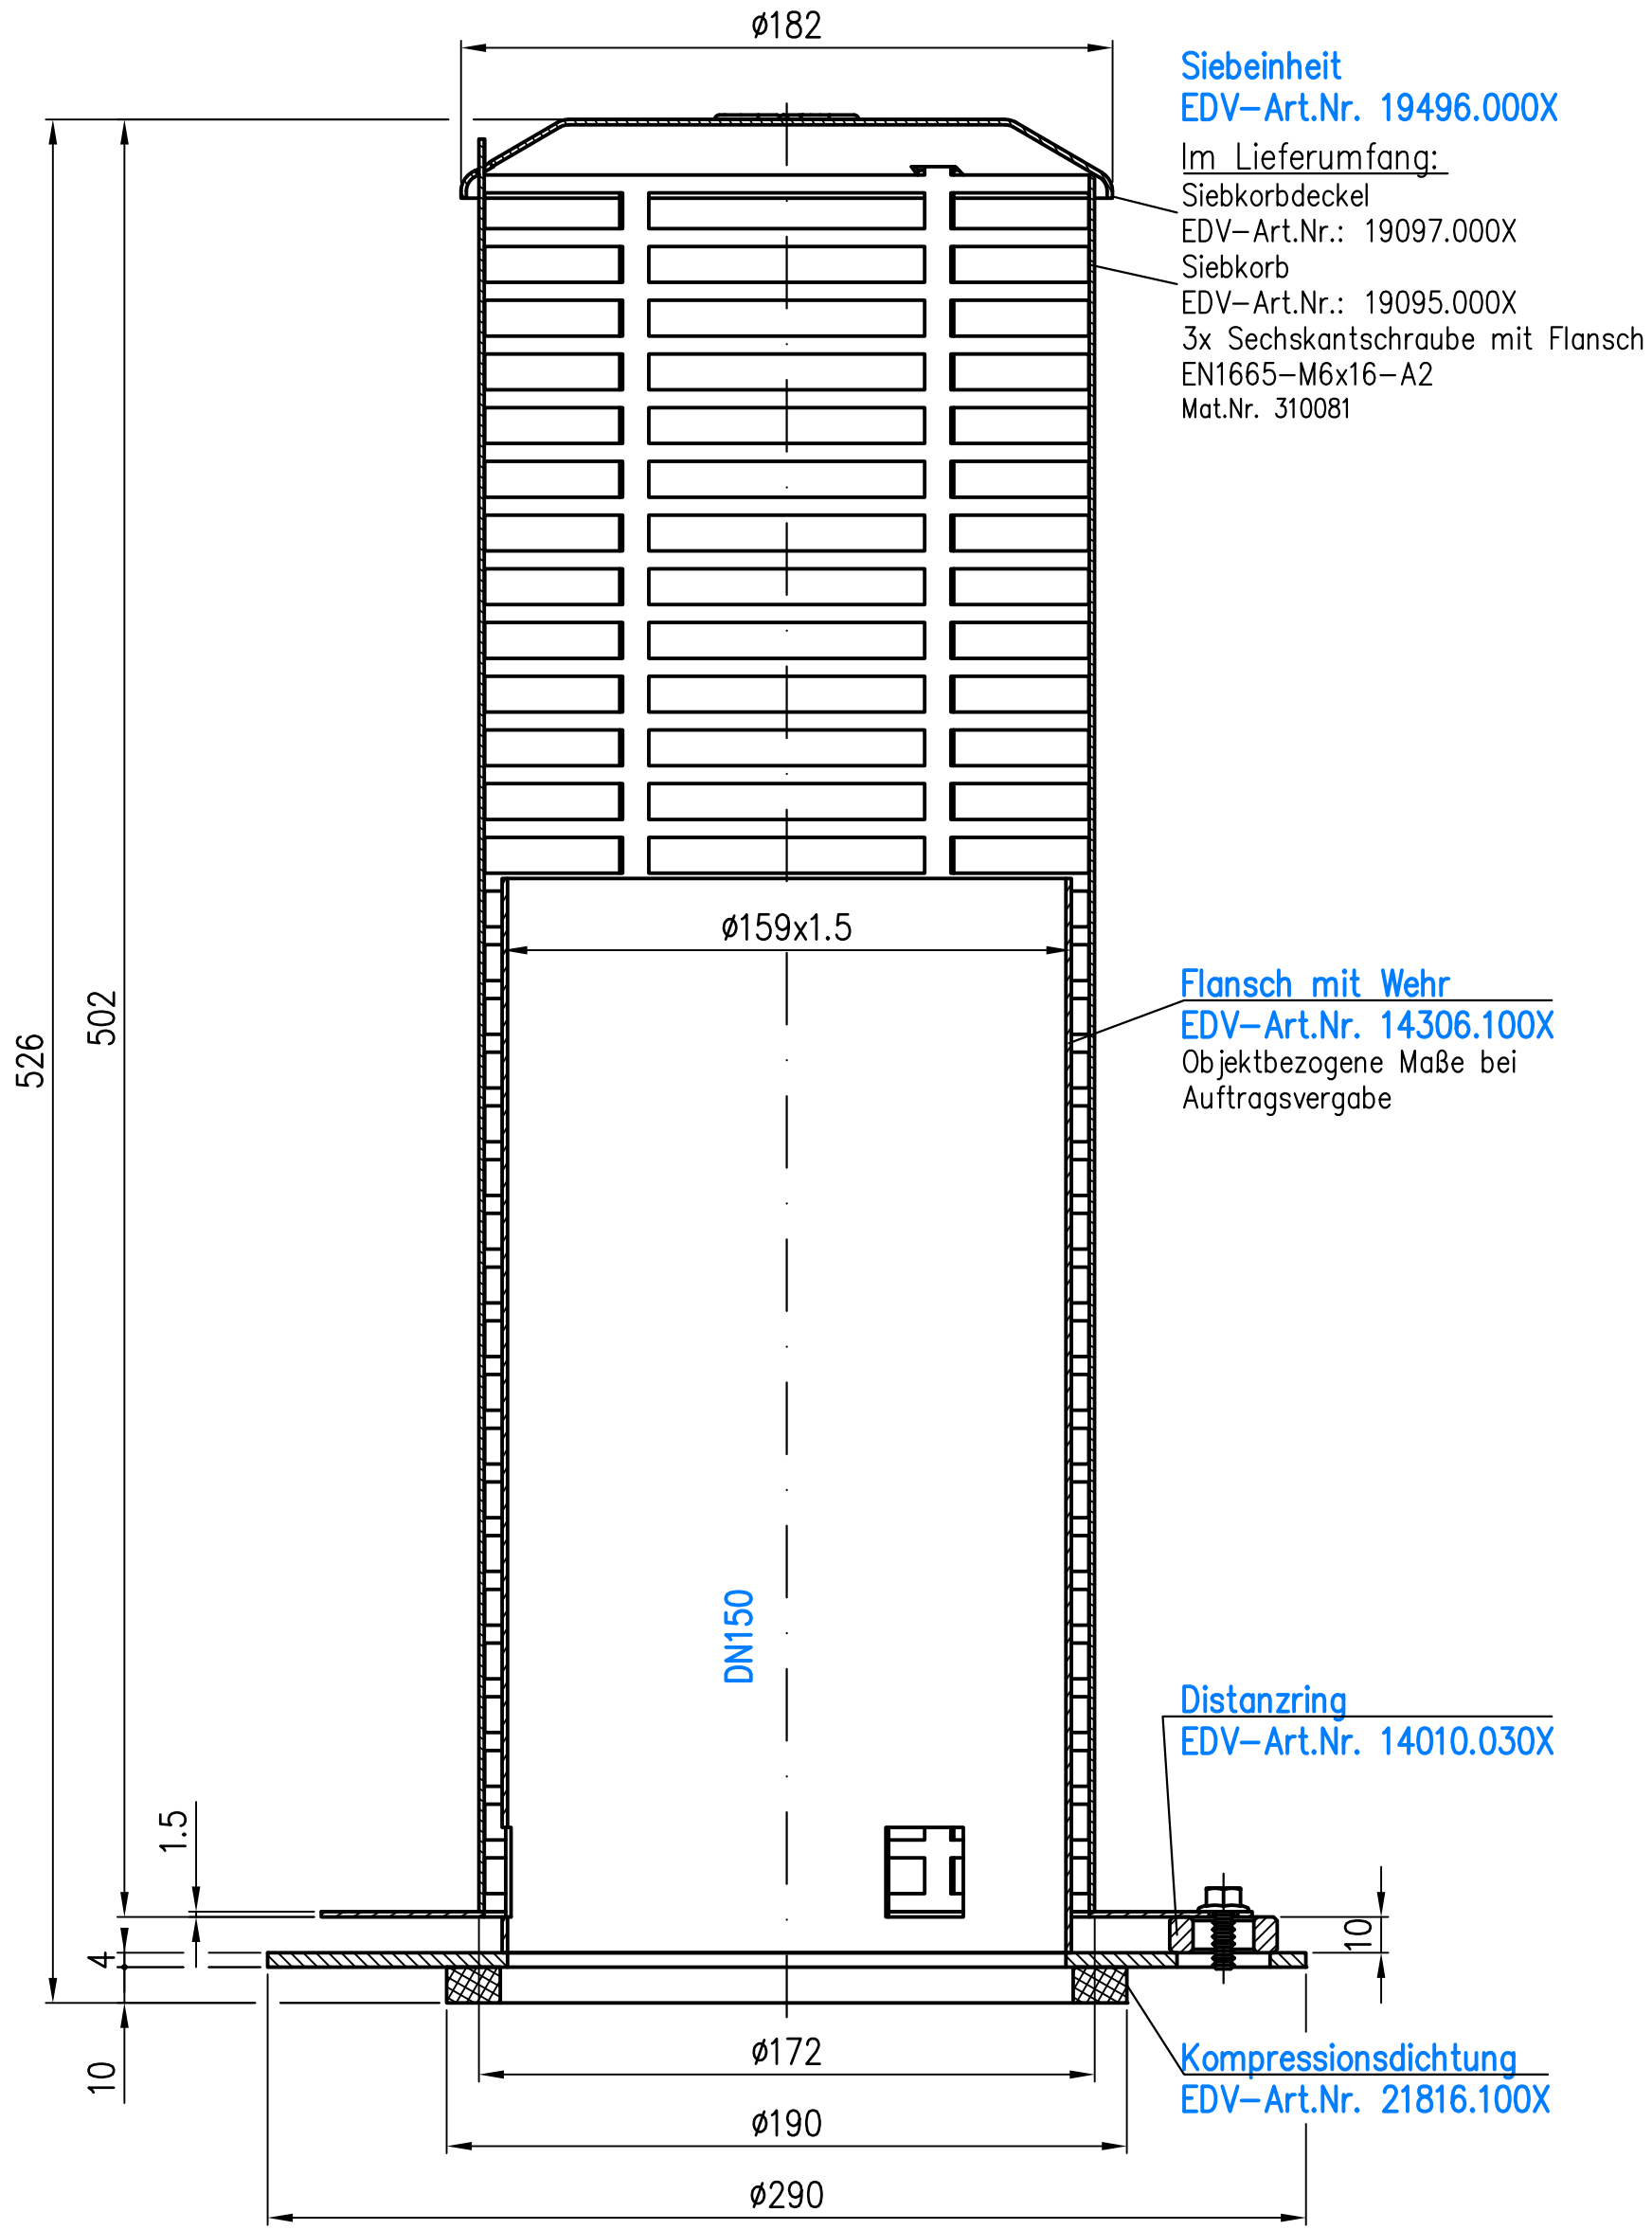 ø182
Siebeinheit
EDV-Art.Nr. 19496.000X
Im Lieferumfang:
Siebkorbdeckel
EDV-Art.Nr.: 19097.000X
Siebkorb
EDV-Art.Nr.: 19095.000X
3x Sechskantschraube mit Flansch
EN1665-M6x16-A2
Mat.Nr. 310081
ø159x1.5
Flansch mit Wehr
EDV-Art.Nr. 14306.100X
Objektbezogene Maße bei
Auftragsvergabe
502
526
DN150
Distanzring
EDV-Art.Nr. 14010.030X
1.5
10
4
10
ø172
Kompressionsdichtung
EDV-Art.Nr. 21816.100X
ø190
ø290